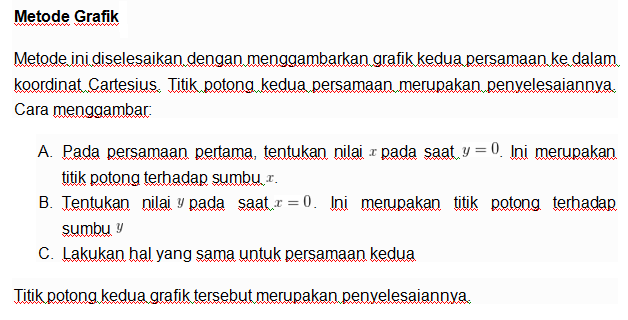 Metode Grafik
Metode ini diselesaikan dengan menggambarkan grafik kedua persamaan ke dalam
koordinat Cartesius. Titik potong kedua persamaan merupakan penyelesaiannya.
Cara menggambar:
A. Pada persamaan pertama, tentukan nilai x pada saat y = 0. Ini merupakan
titik potong terhadap sumbu x.
B. Tentukan nilai y pada saat x = 0. Ini merupakan titik potong terhadap
sumbu y
C. Lakukan hal yang sama untuk persamaan kedua
Titik potong kedua grafik tersebut merupakan penyelesaiannya.